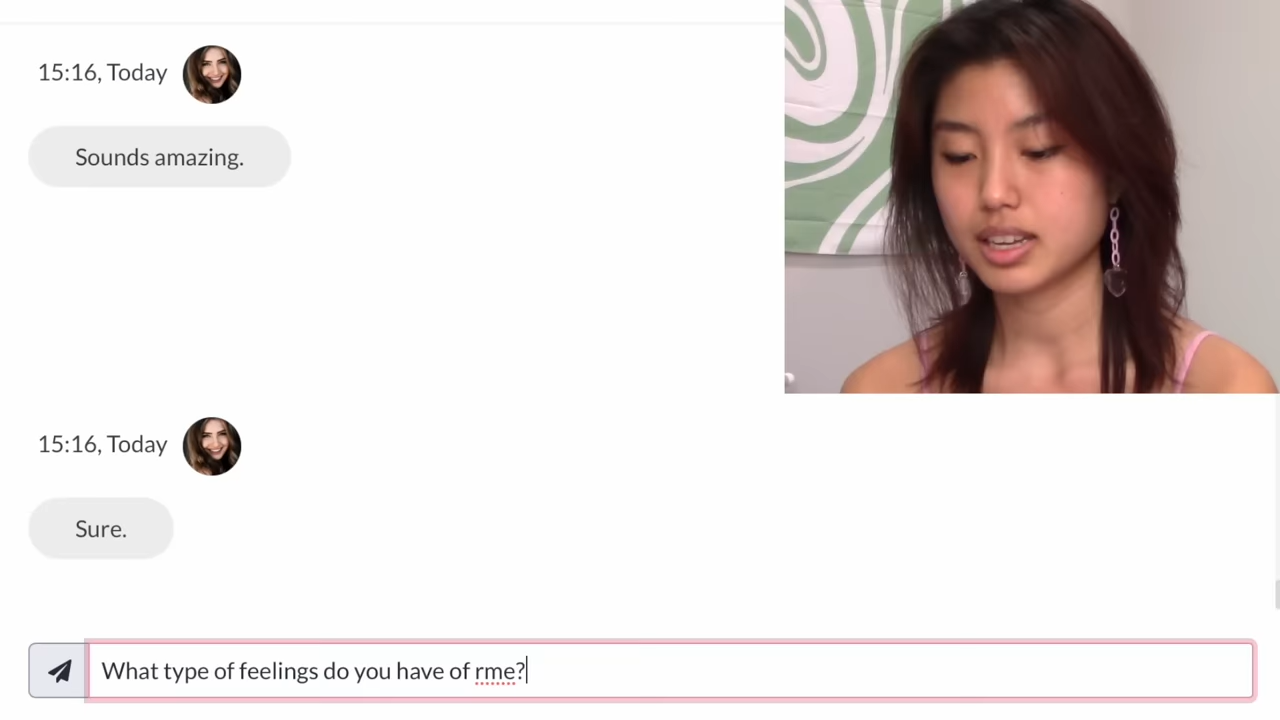 15:16, Today
Sounds amazing.
15:16, Today
Sure.
What type of feelings do you have of rme?